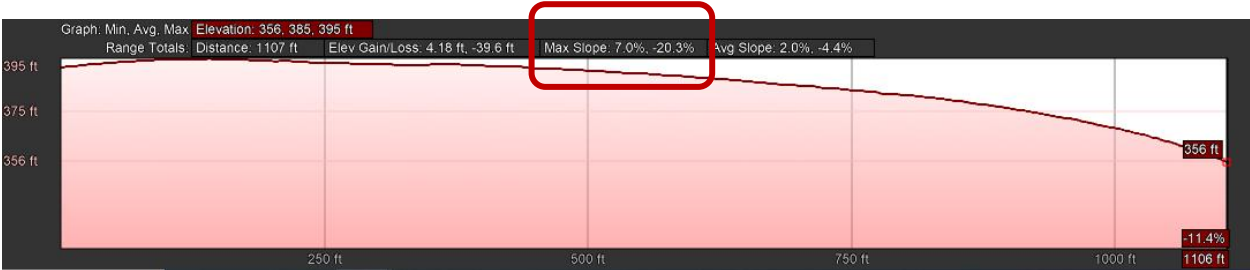 Graph: Min, Avg, Max Elevation: 356, 385, 395 ft
Range Totals: Distance: 1107 ft Elev Gain/Loss: 4.18 ft, -39.6 ft Max Slope: 7.0%, -20.3% Avg Slope: 2.0%, -4.4%
395 ft
375 ft
356 ft
356 ft
-11.4%
250 ft 500 ft 750 ft 1000 ft 1106 ft